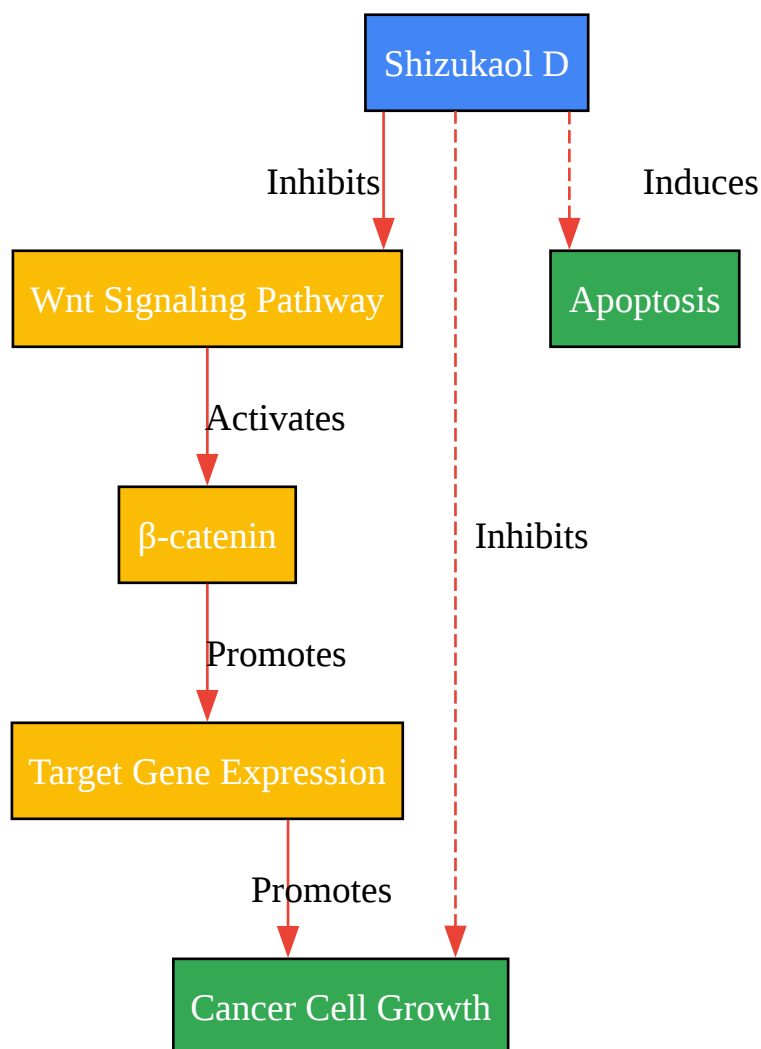 Shizukaol D
Inhibits
Induces
Wnt Signaling Pathway
Apoptosis
Activates
β-catenin
Inhibits
Promotes
Target Gene Expression
Promotes
Cancer Cell Growth